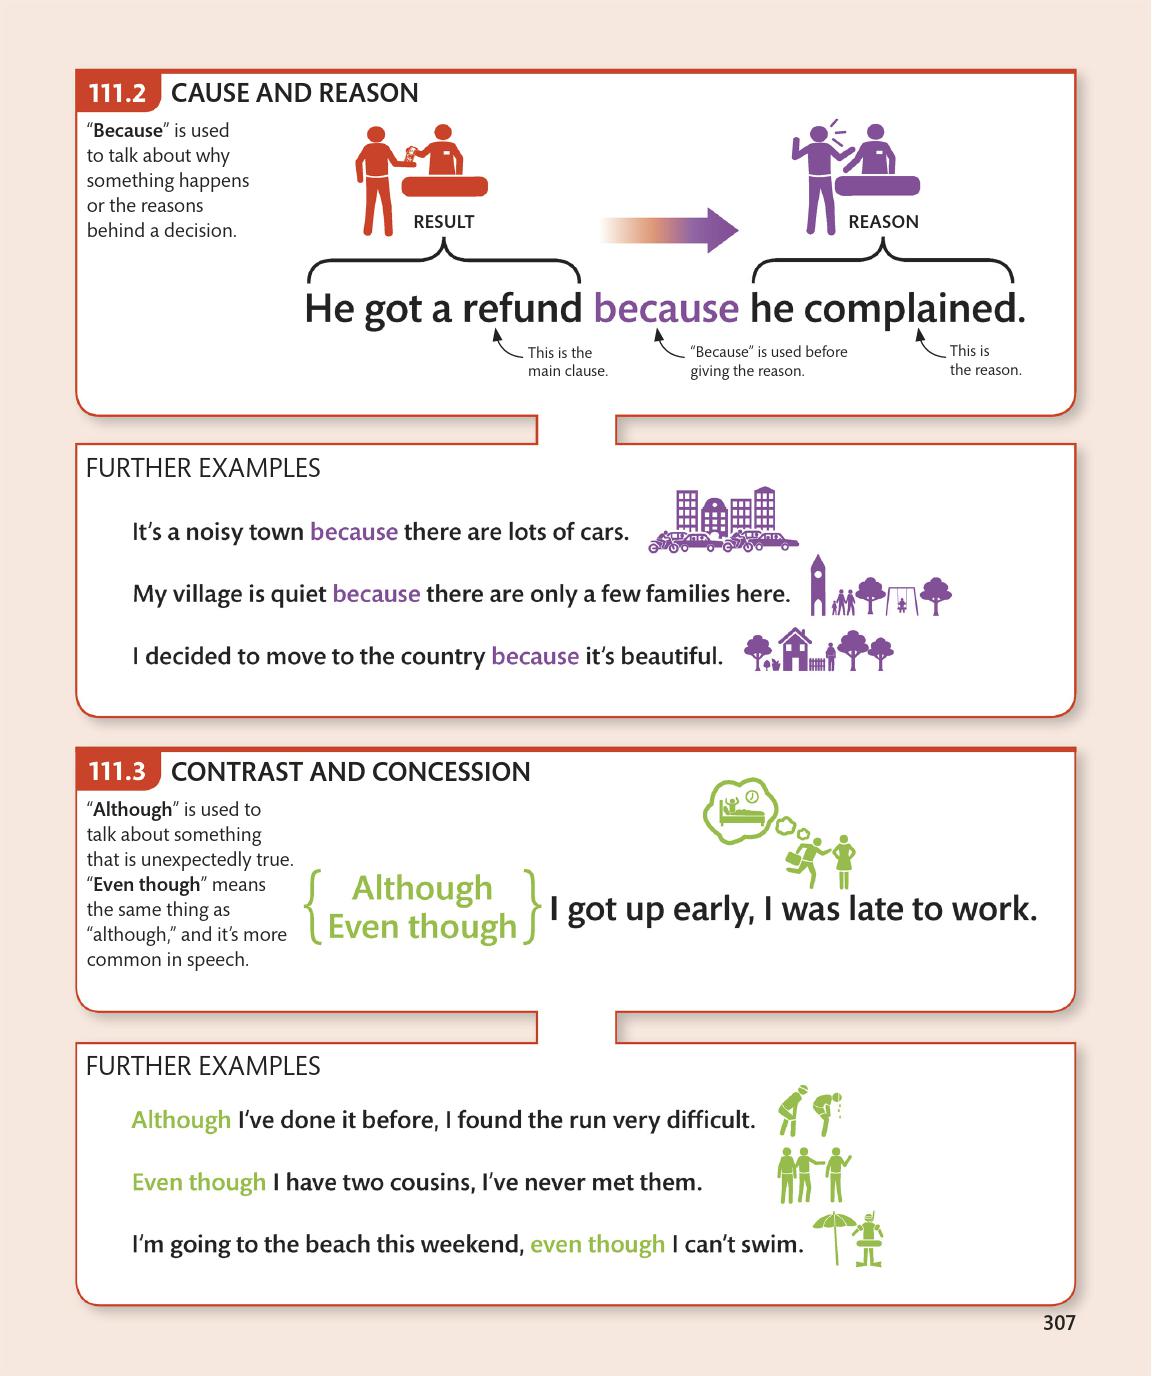 111.2 CAUSE AND REASON
“Because” is used
to talk about why
something happens
or the reasons
behind a decision.
RESULT
REASON
He got a refund because he complained.
This is the
main clause.
“Because” is used before
giving the reason.
This is
the reason.
FURTHER EXAMPLES
It’s a noisy town because there are lots of cars.
My village is quiet because there are only a few families here.
I decided to move to the country because it’s beautiful.
111.3 CONTRAST AND CONCESSION
“Although” is used to
talk about something
that is unexpectedly true.
“Even though” means
the same thing as
“although,” and it’s more
common in speech.
Although
Even though
I got up early, I was late to work.
FURTHER EXAMPLES
Although I’ve done it before, I found the run very difficult.
Even though I have two cousins, I’ve never met them.
I’m going to the beach this weekend, even though I can’t swim.
307